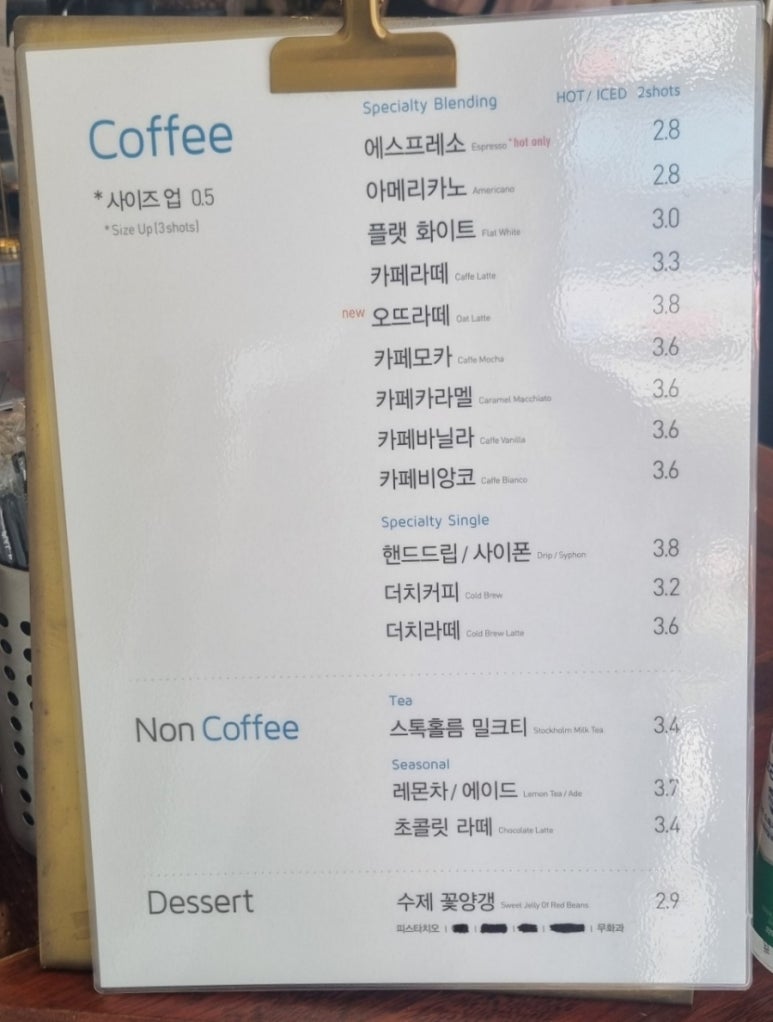 Coffee
*사이즈 업 0.5
*Size Up(3shots)
Specialty Blending HOT/ ICED 2shots
에스프레소 Espresso *hot only 2.8
아메리카노 Americano 2.8
플랫 화이트 Flat White 3.0
카페라떼 Caffe Latte 3.3
new 오뜨라떼 Oat Latte 3.8
카페모카 Caffe Mocha 3.6
카페카라멜 Caramel Macchiato 3.6
카페바닐라 Caffe Vanilla 3.6
카페비앙코 Caffe Bianco 3.6
Specialty Single
핸드드립/사이폰 Drip / Syphon 3.8
더치커피 Cold Brew 3.2
더치라떼 Cold Brew Latte 3.6
Non Coffee
Tea
스톡홀름 밀크티 Stockholm Milk Tea 3.4
Seasonal
레몬차/ 에이드 Lemon Tea / Ade 3.7
초콜릿 라떼 Chocolate Latte 3.4
Dessert
수제 꽃양갱 Sweet Jelly Of Red Beans 2.9
피스타치오 | | | | | 무화과